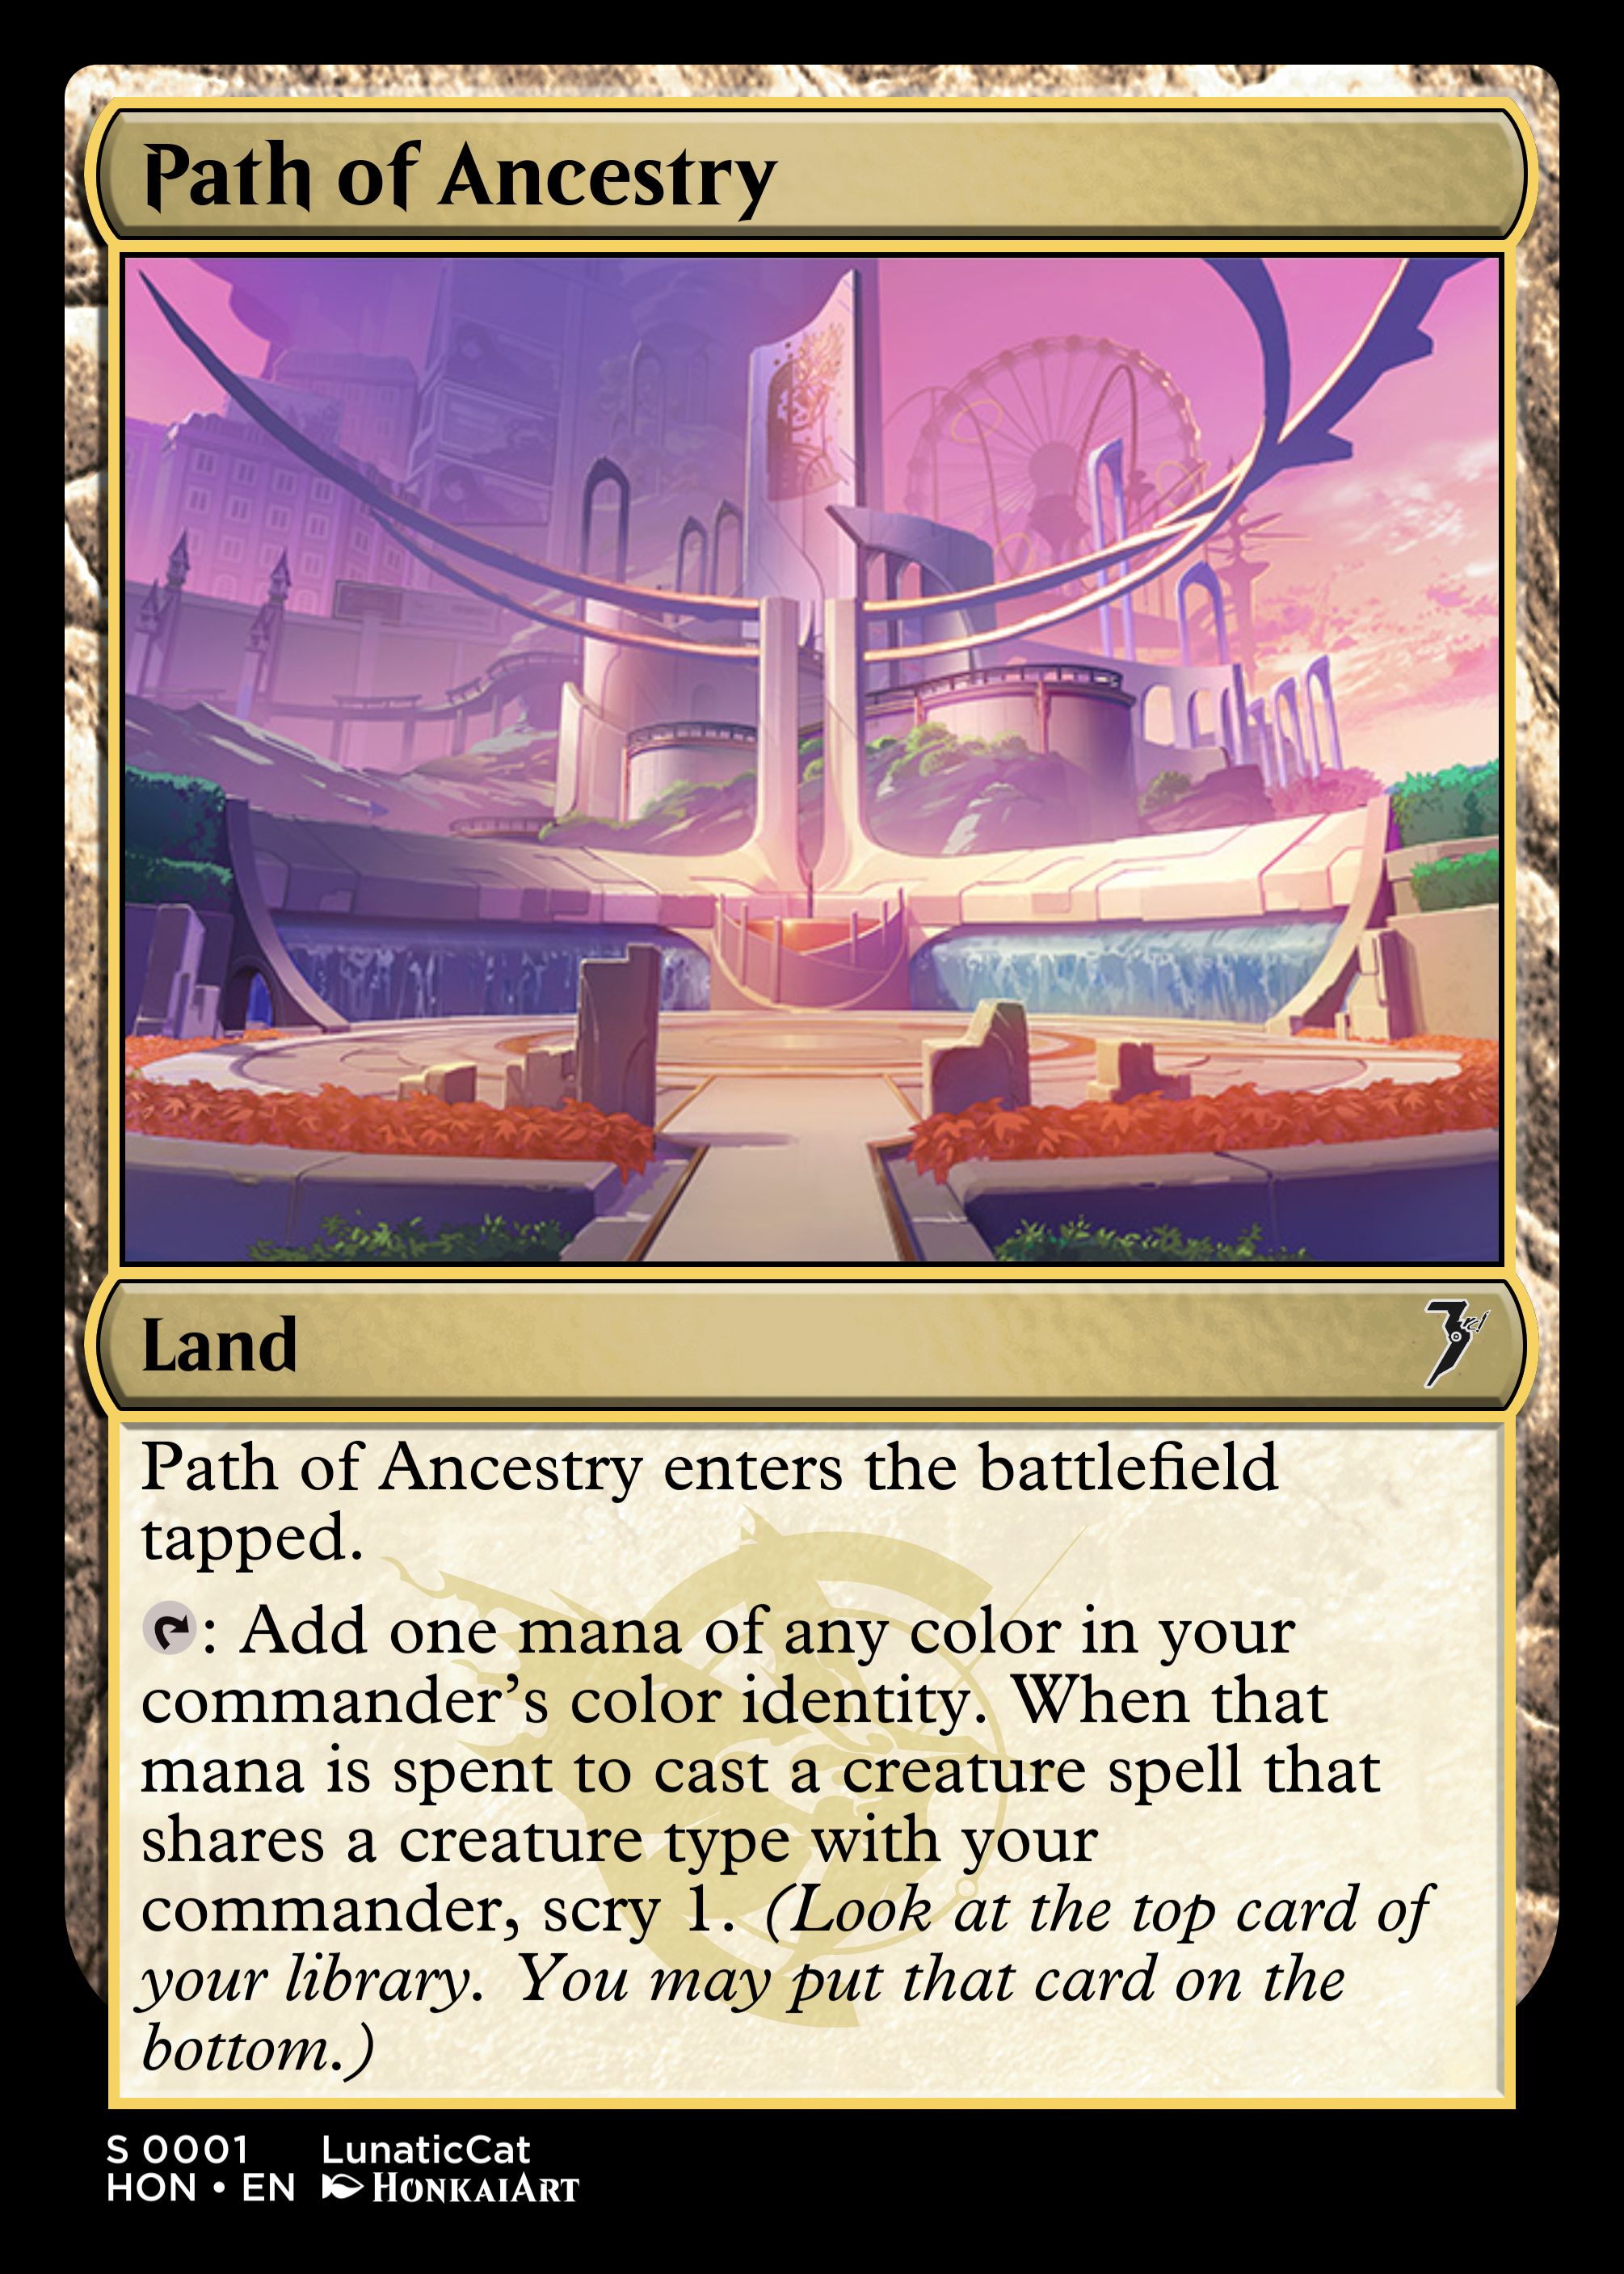 Path of Ancestry
Land
3rd
Path of Ancestry enters the battlefield
tapped.
: Add one mana of any color in your
commander’s color identity. When that
mana is spent to cast a creature spell that
shares a creature type with your
commander, scry 1. (Look at the top card of
your library. You may put that card on the
bottom.)
S 0001 LunaticCat
HON • EN HONKAIART